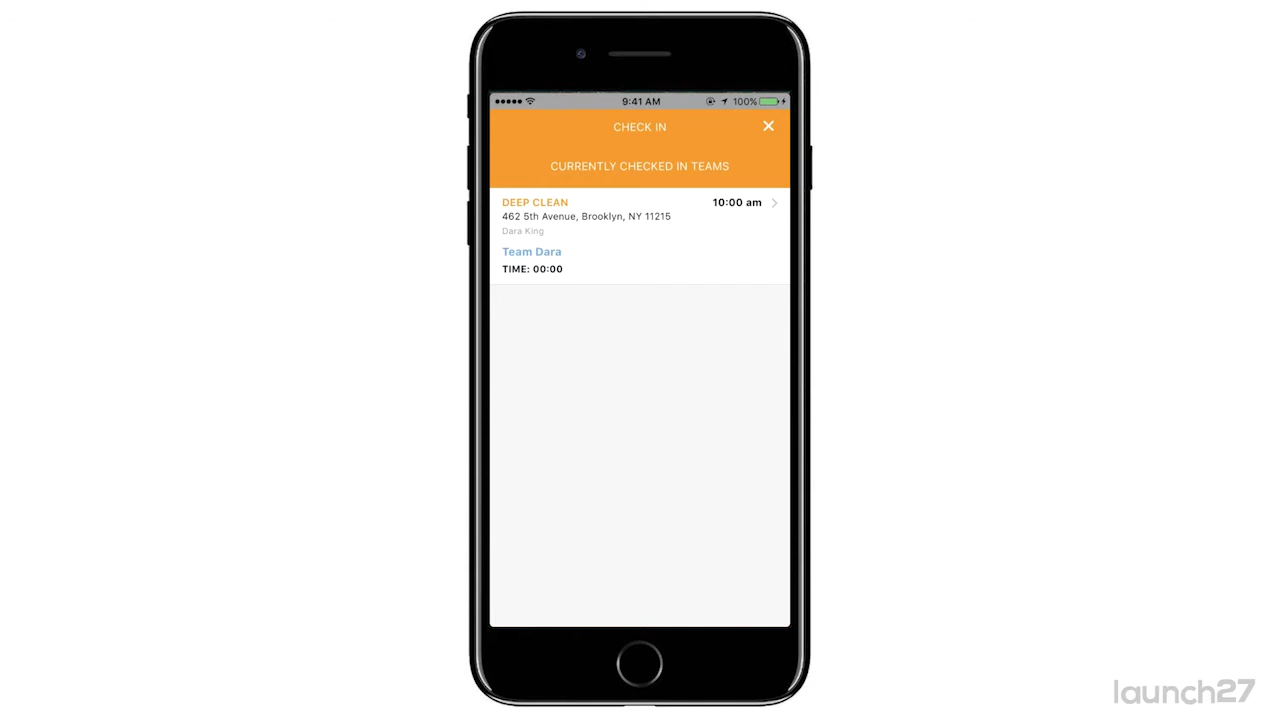 9:41 AM 100%
CHECK IN
CURRENTLY CHECKED IN TEAMS
DEEP CLEAN 10:00 am
462 5th Avenue, Brooklyn, NY 11215
Dara King
Team Dara
TIME: 00:00
launch27